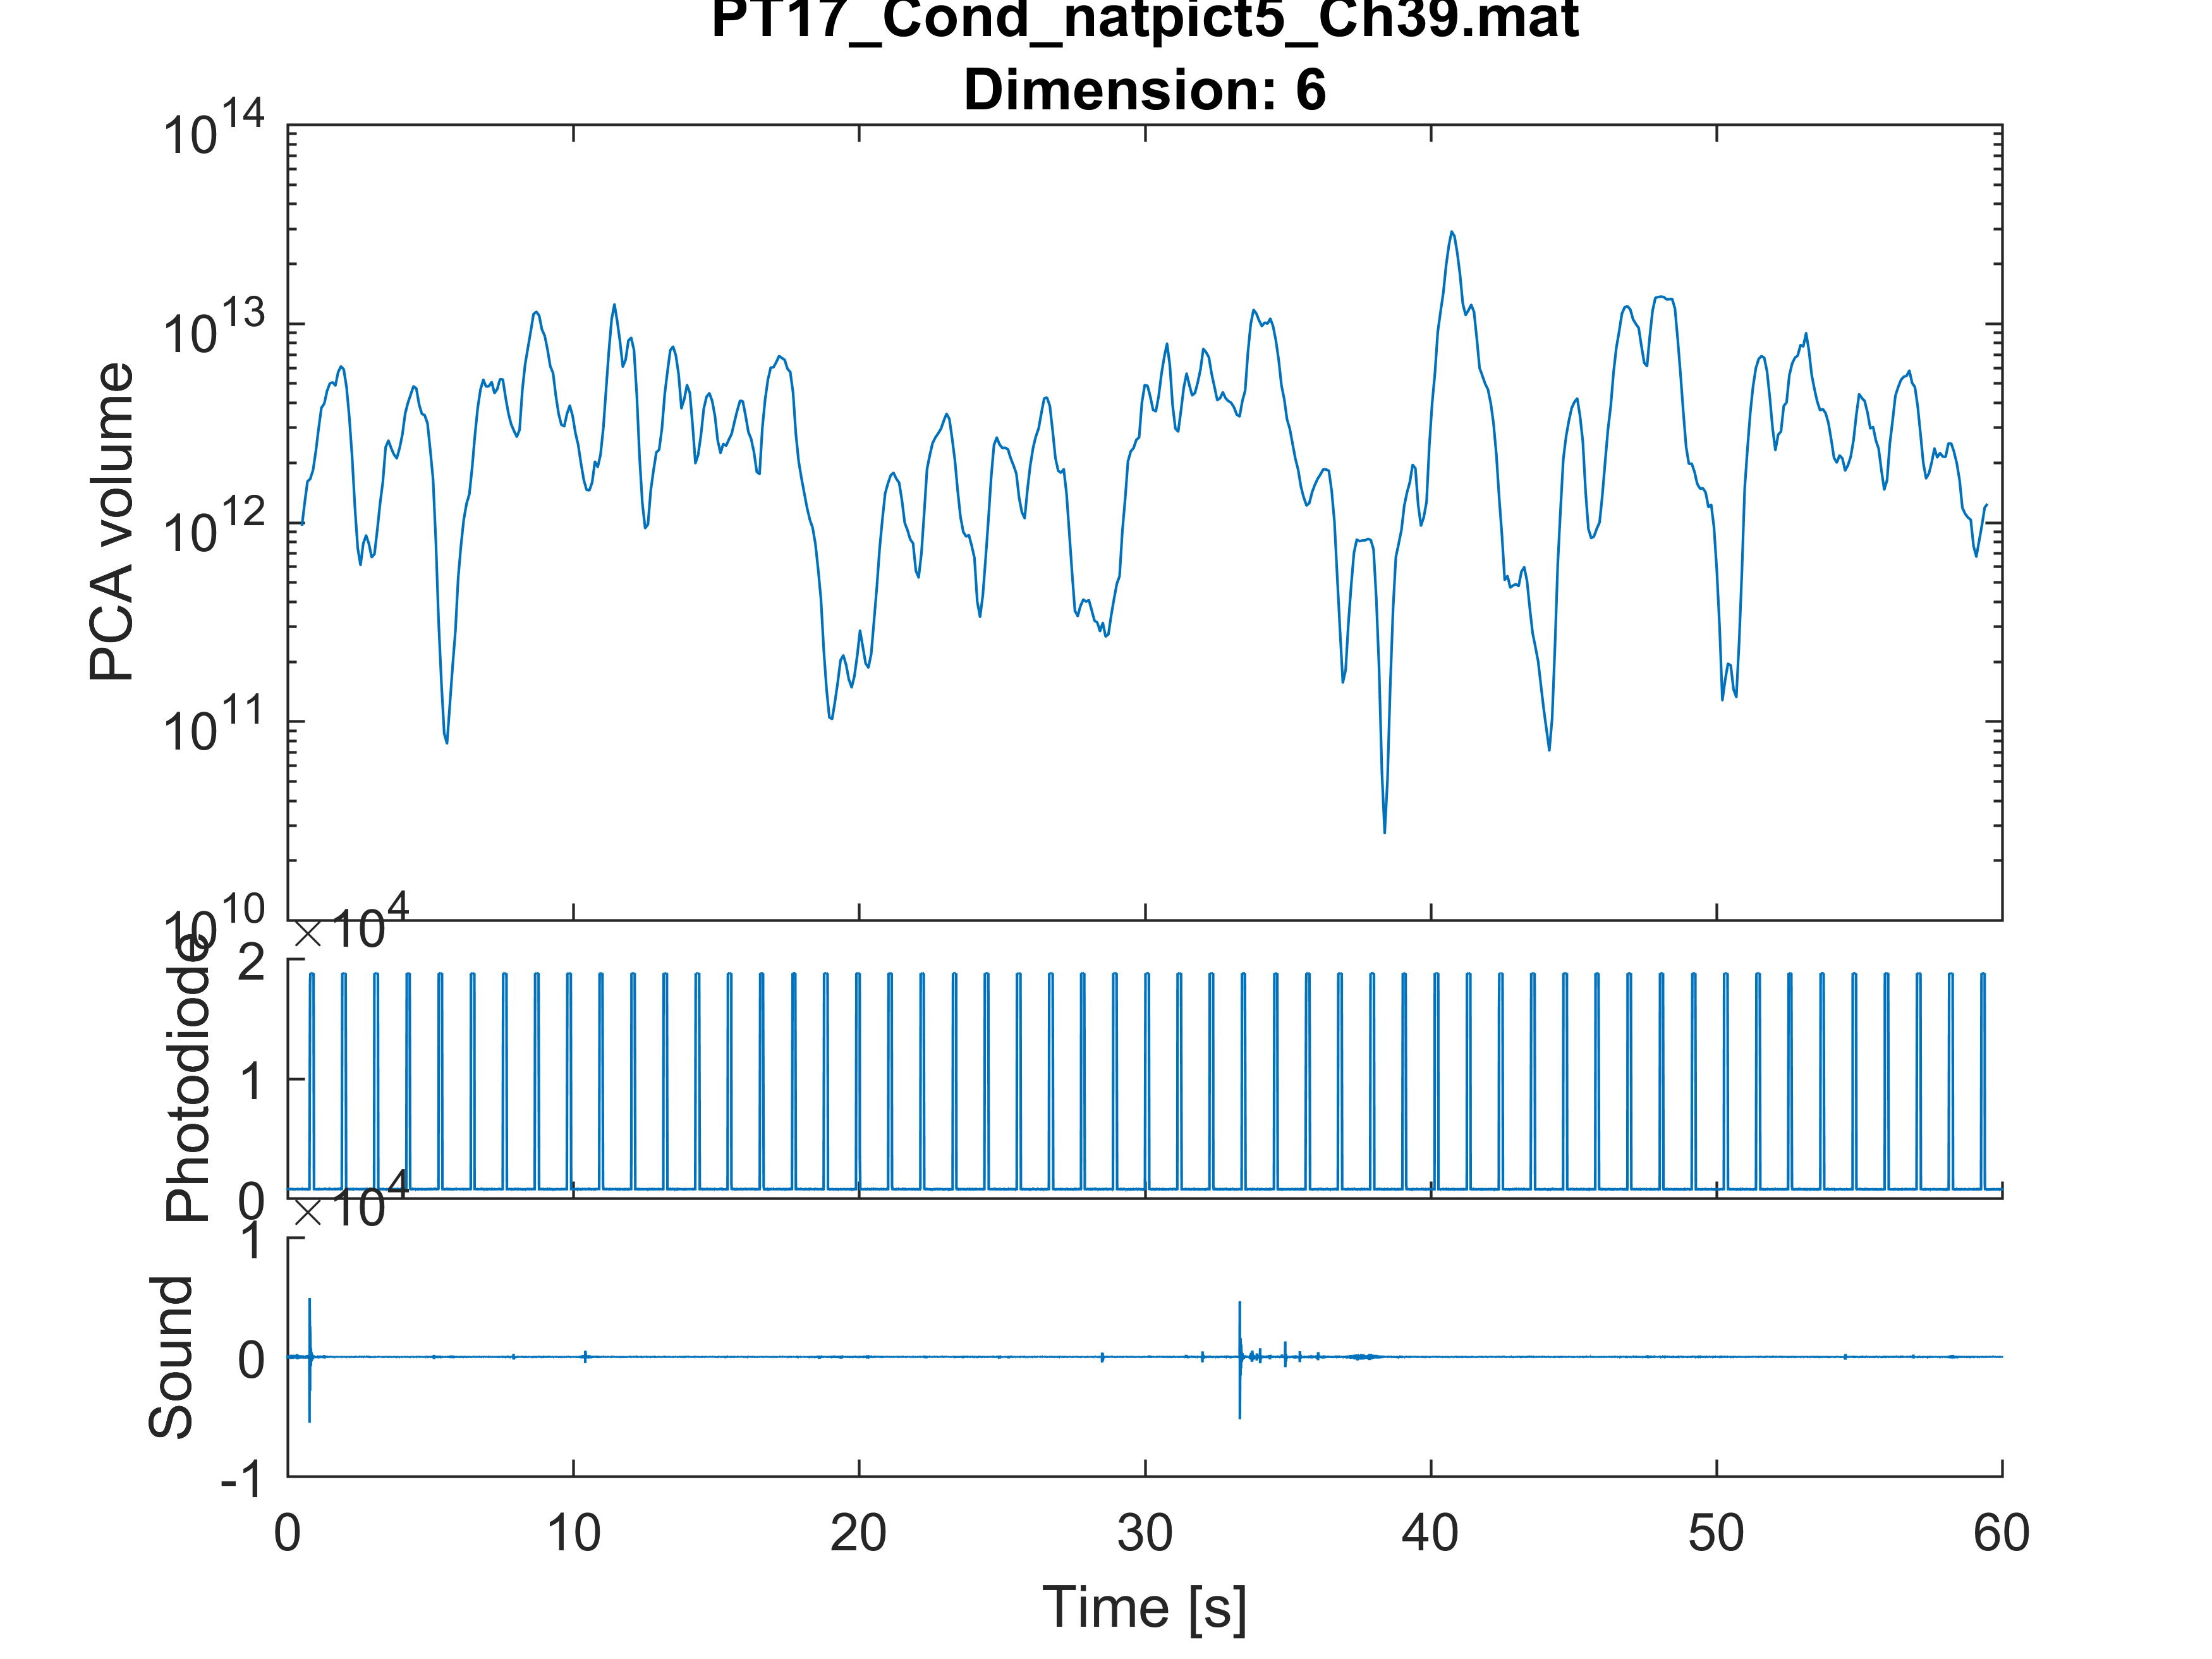 PT17_Cond_natpict5_Ch39.mat
Dimension: 6
10^14
10^13
10^12
10^11
10^10
PCA volume
×10^4
2
1
0
Photodiode
×10^4
1
0
-1
Sound
0 10 20 30 40 50 60
Time [s]